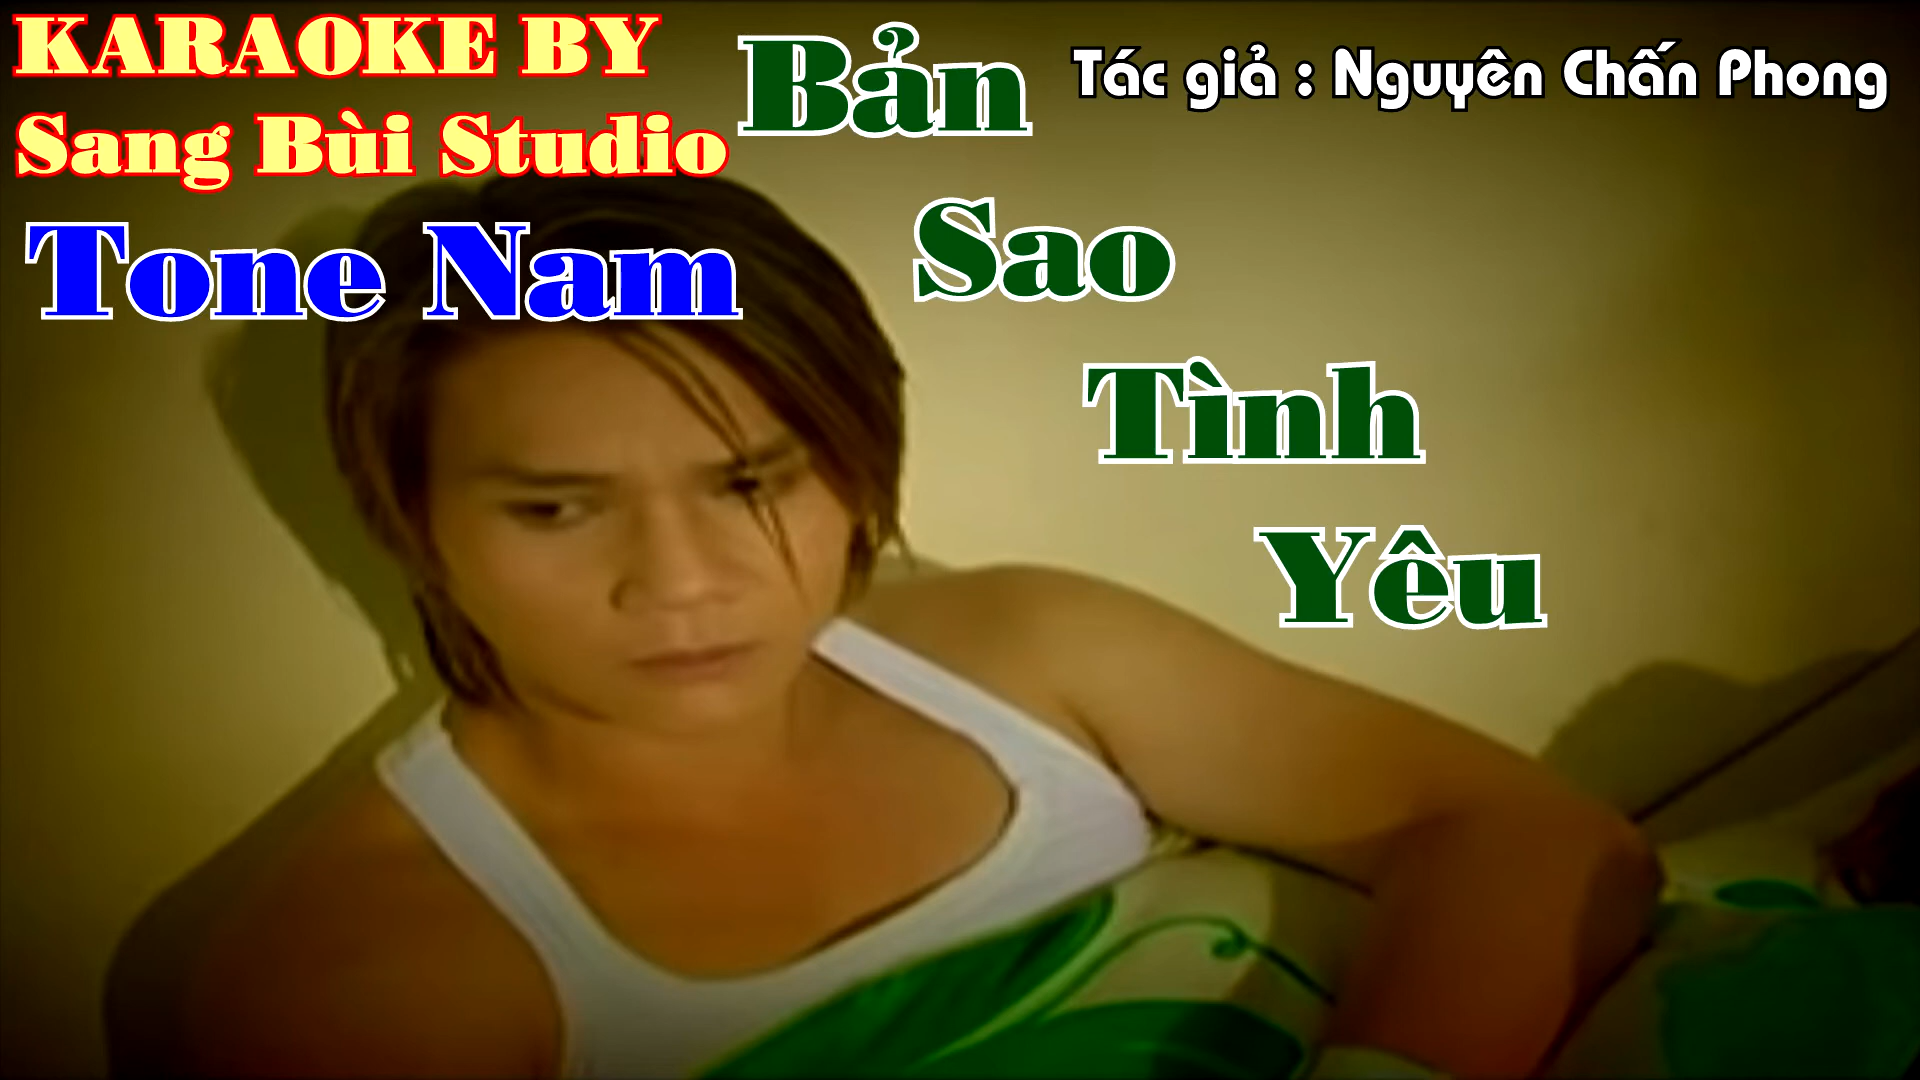 KARAOKE BY
Sang Bùi Studio
Tone Nam
Bản
Sao
Tình
Yêu
Tác giả : Nguyên Chấn Phong